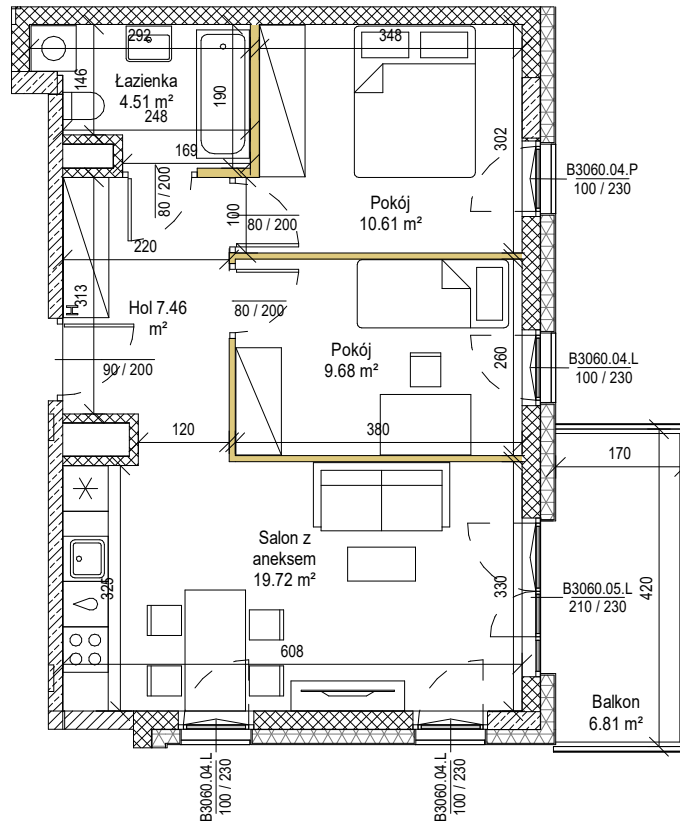 292
348
Łazienka
4.51 m²
146
190
248
169
302
B3060.04.P
100 / 230
80 / 200
100
80 / 200
Pokój
10.61 m²
220
313
H
Hol 7.46
m²
80 / 200
Pokój
9.68 m²
260
B3060.04.L
100 / 230
90 / 200
120
380
170
Salon z
aneksem
19.72 m²
325
330
B3060.05.L
210 / 230
420
608
Balkon
6.81 m²
B3060.04.L
100 / 230
B3060.04.L
100 / 230